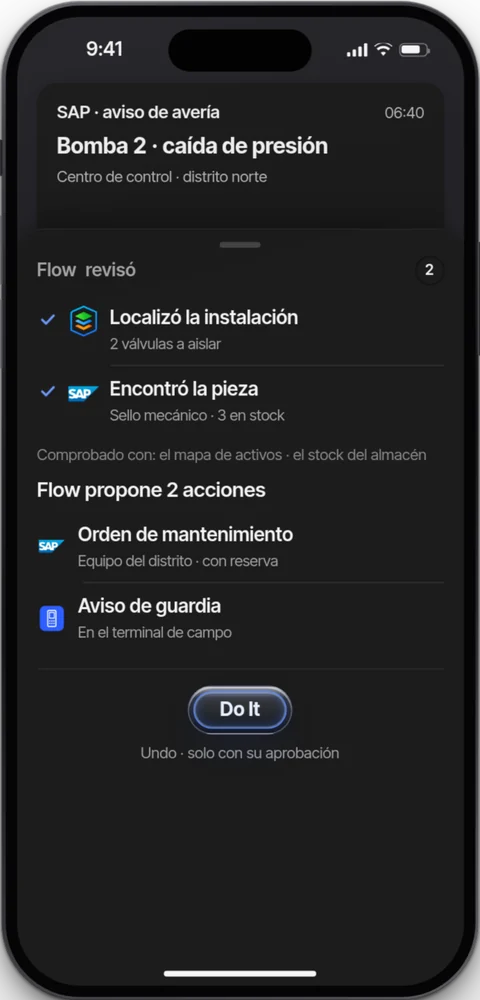 9:41
SAP · aviso de avería
06:40
Bomba 2 · caída de presión
Centro de control · distrito norte
Flow revisó
2
Localizó la instalación
2 válvulas a aislar
SAP
Encontró la pieza
Sello mecánico · 3 en stock
Comprobado con: el mapa de activos · el stock del almacén
Flow propone 2 acciones
SAP
Orden de mantenimiento
Equipo del distrito · con reserva
Aviso de guardia
En el terminal de campo
Do It
Undo · solo con su aprobación